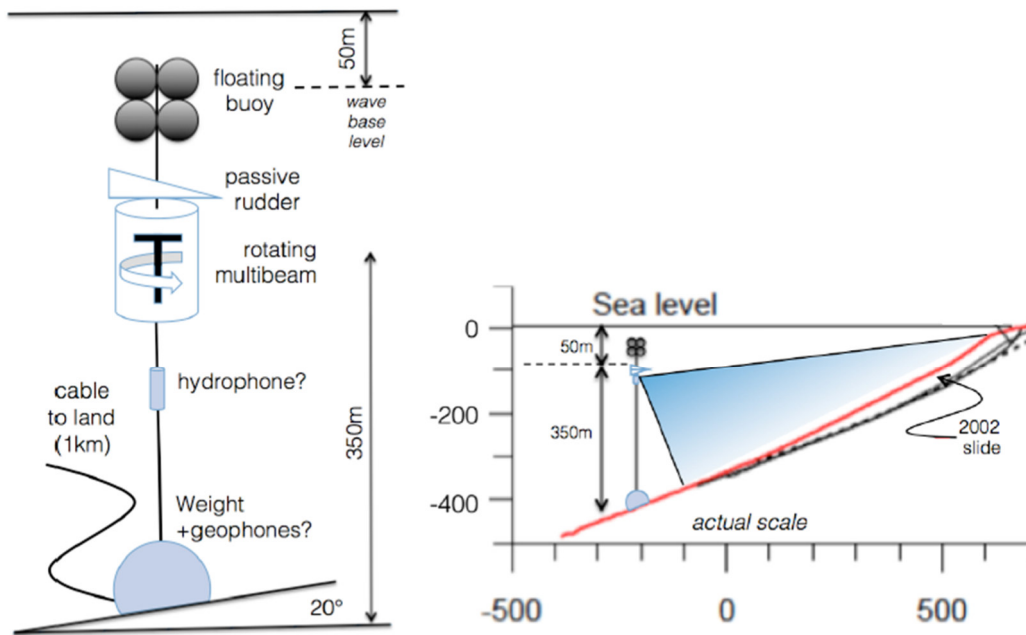 50m
floating
buoy
wave
base
level
passive
rudder
rotating
multibeam
hydrophone?
cable
to land
(1km)
350m
Weight
+geophones?
20°
Sea level
0
50m
-200
350m
2002
slide
-400
actual scale
-500
0
500